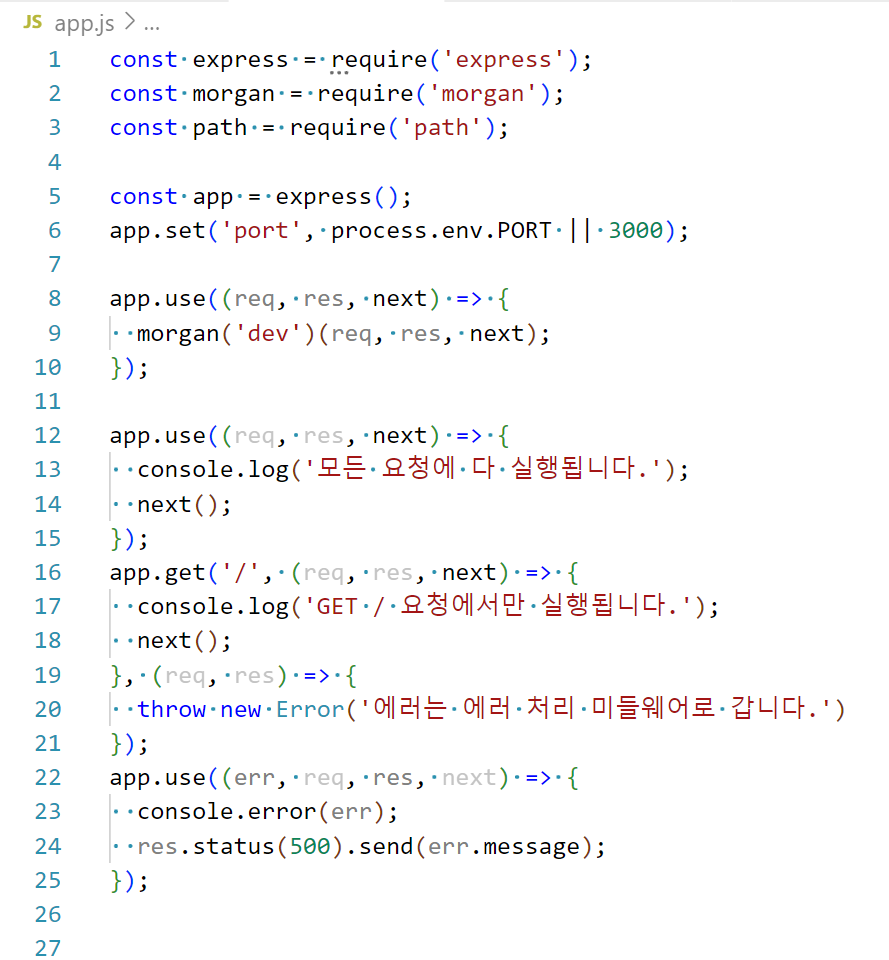 JS app.js > ...
1 const express = require('express');
2 const morgan = require('morgan');
3 const path = require('path');
4
5 const app = express();
6 app.set('port', process.env.PORT || 3000);
7
8 app.use((req, res, next) => {
9   morgan('dev')(req, res, next);
10 });
11
12 app.use((req, res, next) => {
13   console.log('모든 요청에 다 실행됩니다.');
14   next();
15 });
16 app.get('/', (req, res, next) => {
17   console.log('GET / 요청에서만 실행됩니다.');
18   next();
19 }, (req, res) => {
20   throw new Error('에러는 에러 처리 미들웨어로 갑니다.')
21 });
22 app.use((err, req, res, next) => {
23   console.error(err);
24   res.status(500).send(err.message);
25 });
26
27